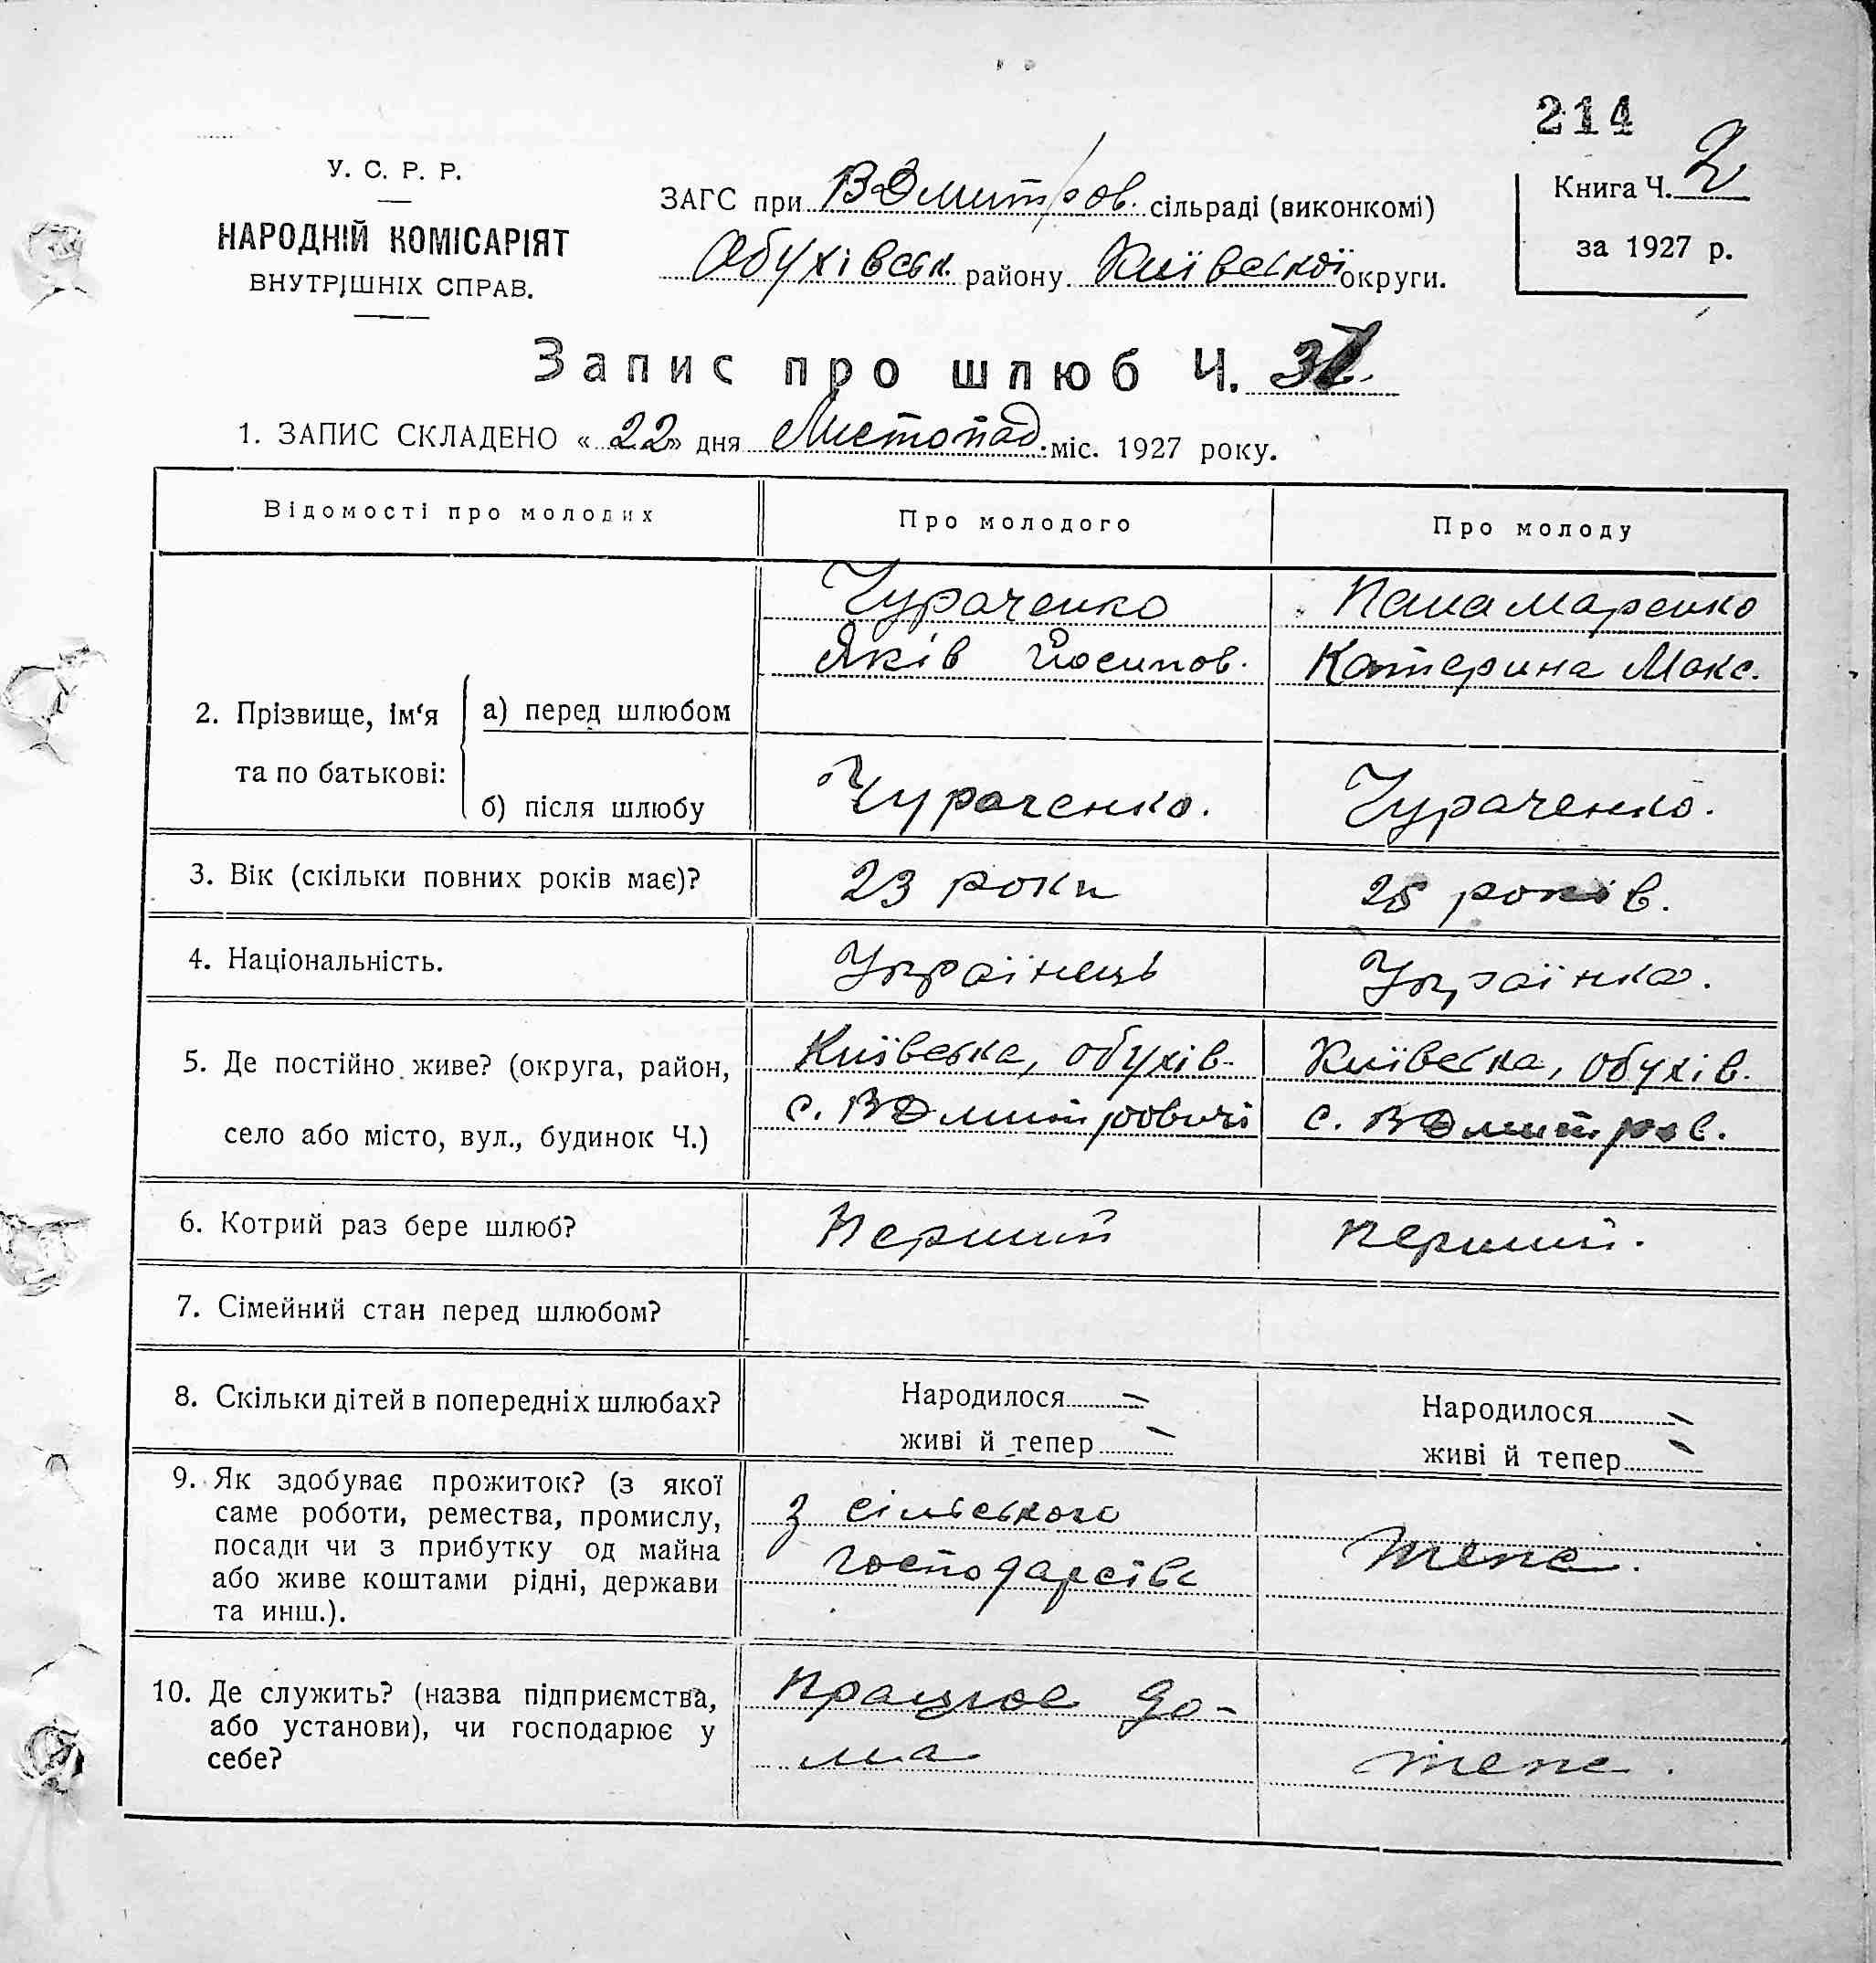 214
У. С. Р. Р.
НАРОДНІЙ КОМІСАРІЯТ
ВНУТРІШНІХ СПРАВ.
ЗАГС при ВДмитров. сільраді (виконкомі)
Обухівськ. району Київської округи.
Книга Ч. 2
за 1927 р.
Запис про шлюб Ч.
1. ЗАПИС СКЛАДЕНО «22» дня Листопад. міс. 1927 року.
Відомості про молодих Про молодого Про молоду
Чураченко Панамаренко
Яків Йосипов. Катерина Макс.
2. Прізвище, ім‘я та по батькові:
а) перед шлюбом
б) після шлюбу Чураченко. Чураченко.
3. Вік (скільки повних років має)? 23 роки 25 років.
4. Національність. Українець Українка.
5. Де постійно живе? (округа, район, Київська, обухів. Київська, обухів.
село або місто, вул., будинок Ч.) с. ВДмитровичі с. ВДмитров.
6. Котрий раз бере шлюб? Перший перший.
7. Сімейний стан перед шлюбом?
8. Скільки дітей в попередніх шлюбах? Народилося – Народилося –
живі й тепер – живі й тепер –
9. Як здобуває прожиток? (з якої
саме роботи, ремества, промислу,
посади чи з прибутку од майна
або живе коштами рідні, держави
та инш.).
з сільського
господарства теж.
10. Де служить? (назва підприємства,
або установи), чи господарює у
себе?
працює до-
ма теж.